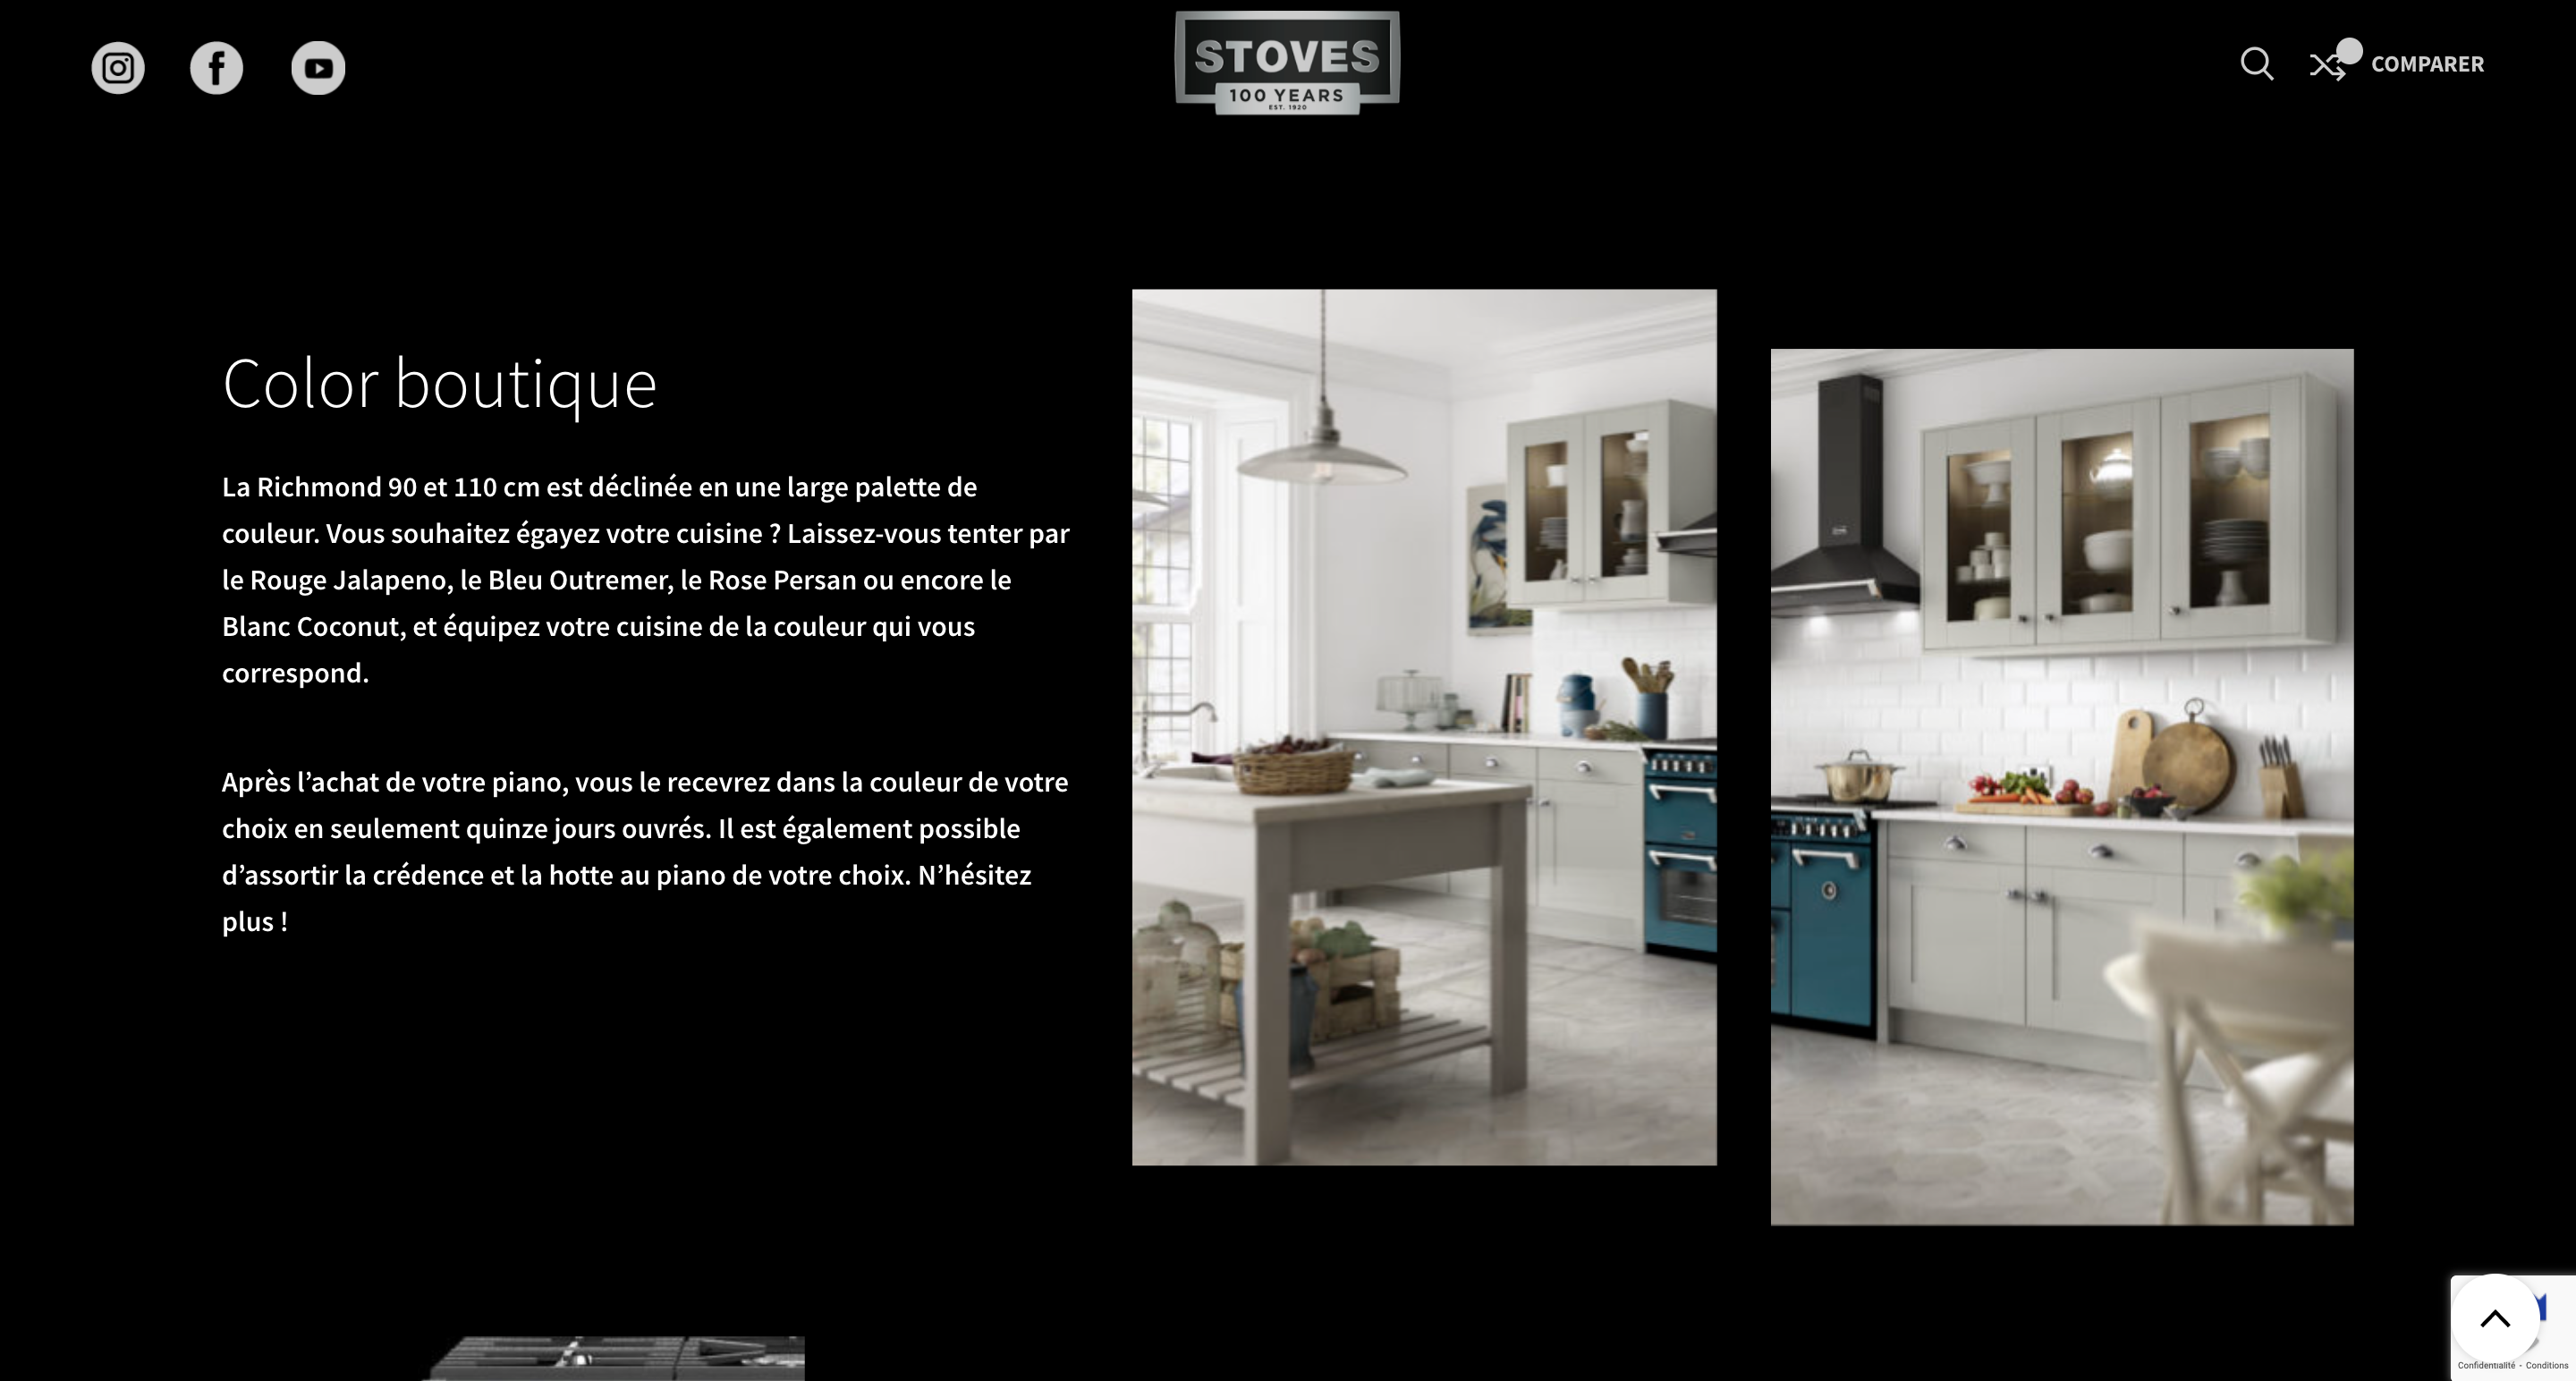 STOVES
100 YEARS
EST. 1920
COMPARER
Color boutique
La Richmond 90 et 110 cm est déclinée en une large palette de
couleur. Vous souhaitez égayez votre cuisine ? Laissez-vous tenter par
le Rouge Jalapeno, le Bleu Outremer, le Rose Persan ou encore le
Blanc Coconut, et équipez votre cuisine de la couleur qui vous
correspond.
Après l’achat de votre piano, vous le recevrez dans la couleur de votre
choix en seulement quinze jours ouvrés. Il est également possible
d’assortir la crédence et la hotte au piano de votre choix. N’hésitez
plus !
Confidentialité - Conditions